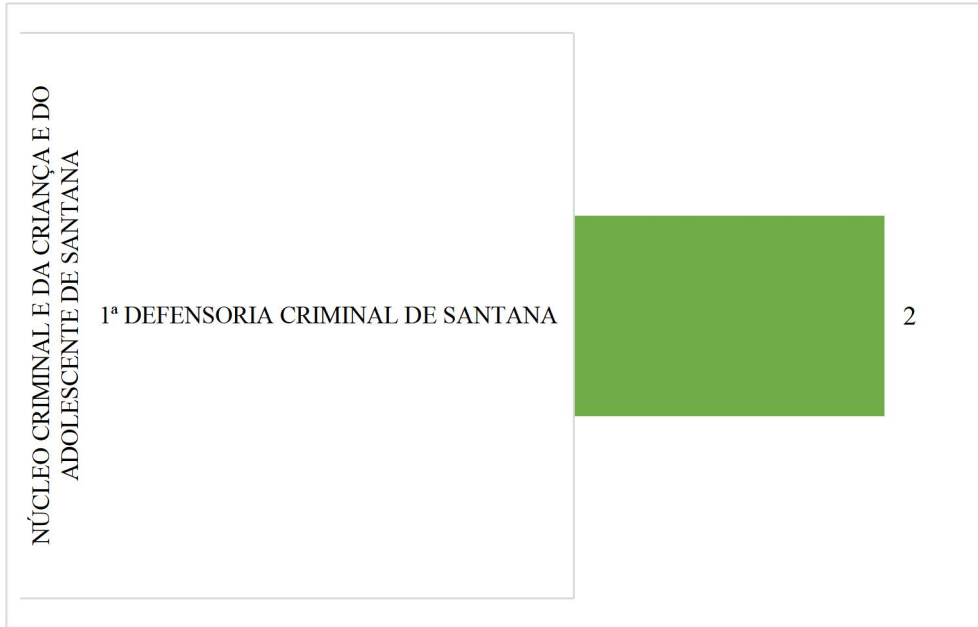 NÚCLEO CRIMINAL E DA CRIANÇA E DO
ADOLESCENTE DE SANTANA
1ª DEFENSORIA CRIMINAL DE SANTANA
2